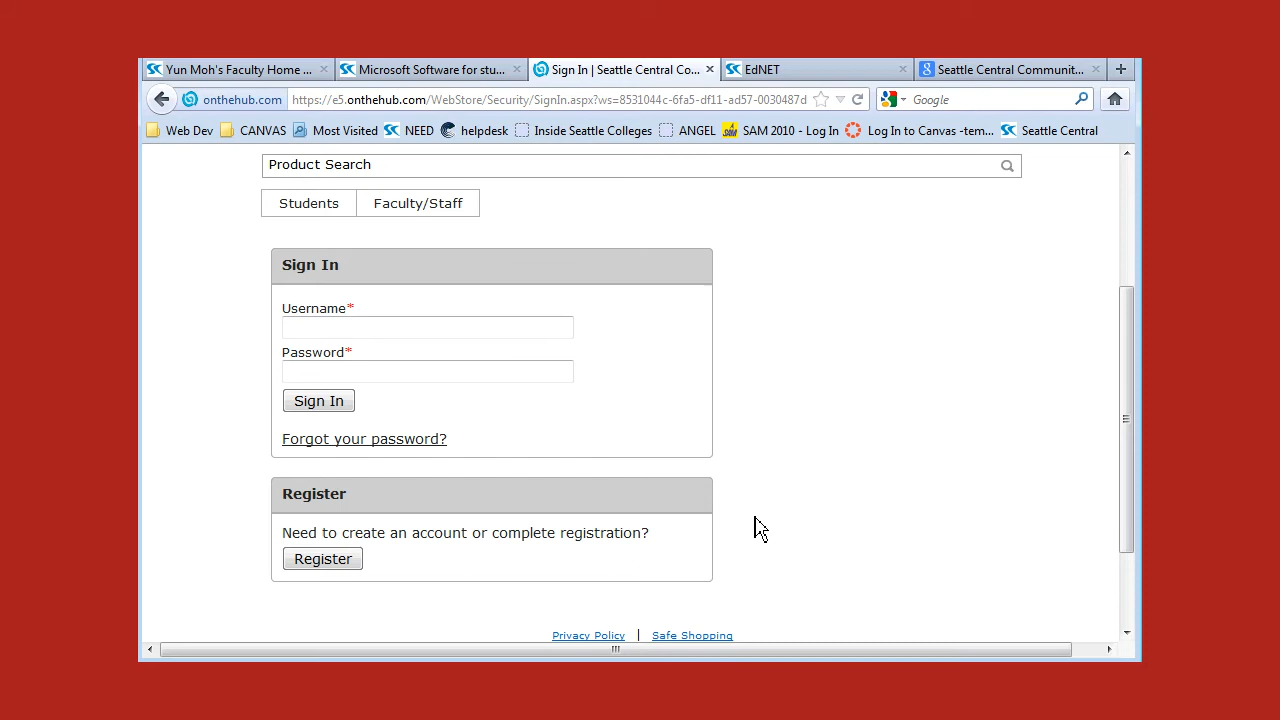 Yun Moh's Faculty Home ...
Microsoft Software for stu...
Sign In | Seattle Central Co...
EdNET
Seattle Central Communit...
onthehub.com
https://e5.onthehub.com/WebStore/Security/SignIn.aspx?ws=8531044c-6fa5-df11-ad57-0030487d
Google
Web Dev
CANVAS
Most Visited
NEED
helpdesk
Inside Seattle Colleges
ANGEL
SAM 2010 - Log In
Log In to Canvas -tem...
Seattle Central
Product Search
Students
Faculty/Staff
Sign In
Username*
Password*
Sign In
Forgot your password?
Register
Need to create an account or complete registration?
Register
Privacy Policy | Safe Shopping